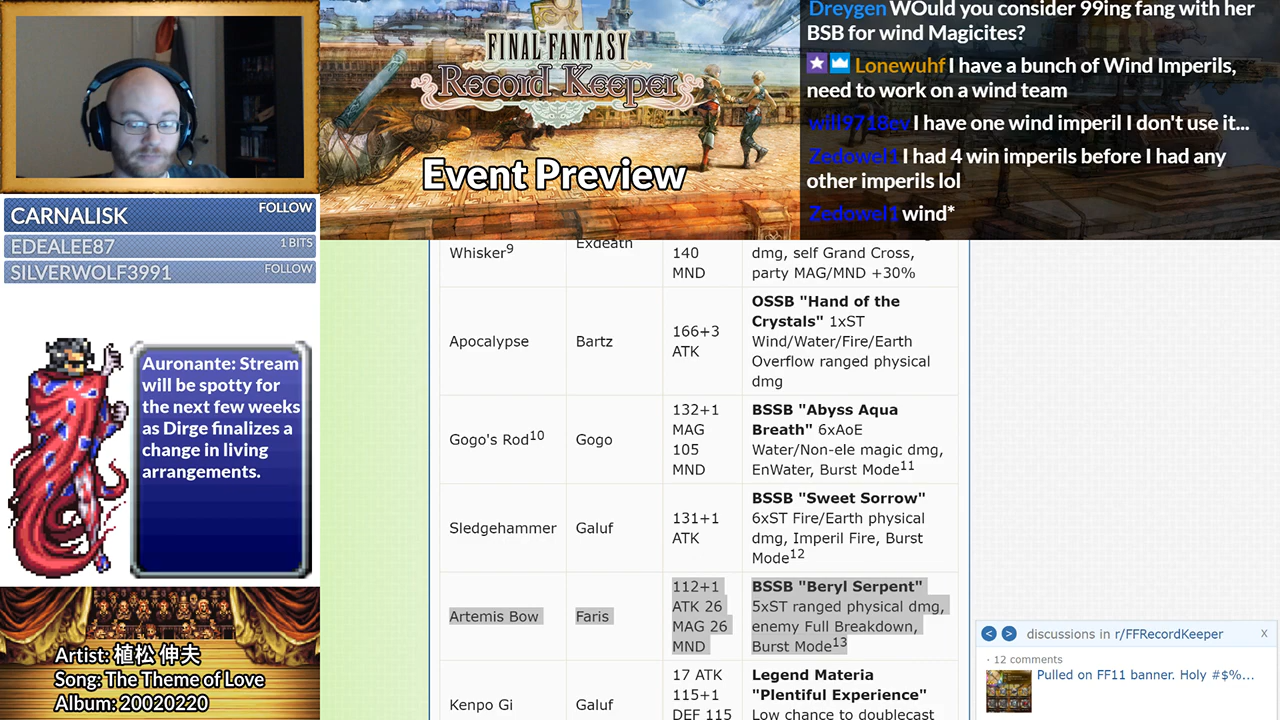 CARNALISK FOLLOW
EDEALEE87 1 BITS
SILVERWOLF3991 FOLLOW
Auronante: Stream
will be spotty for
the next few weeks
as Dirge finalizes a
change in living
arrangements.
Artist: 植松 伸夫
Song: The Theme of Love
Album: 20020220
FINAL FANTASY
Record Keeper
Event Preview
Dreygen WOuld you consider 99ing fang with her
BSB for wind Magicites?
Lonewuhf I have a bunch of Wind Imperils,
need to work on a wind team
will9718ev I have one wind imperil I don't use it...
Zedowel1 I had 4 win imperils before I had any
other imperils lol
Zedowel1 wind*
Whisker9
Exdeath
140
MND
dmg, self Grand Cross,
party MAG/MND +30%
Apocalypse
Bartz
166+3
ATK
OSSB "Hand of the
Crystals" 1xST
Wind/Water/Fire/Earth
Overflow ranged physical
dmg
Gogo's Rod10
Gogo
132+1
MAG
105
MND
BSSB "Abyss Aqua
Breath" 6xAoE
Water/Non-ele magic dmg,
EnWater, Burst Mode11
Sledgehammer
Galuf
131+1
ATK
BSSB "Sweet Sorrow"
6xST Fire/Earth physical
dmg, Imperil Fire, Burst
Mode12
Artemis Bow
Faris
112+1
ATK 26
MAG 26
MND
BSSB "Beryl Serpent"
5xST ranged physical dmg,
enemy Full Breakdown,
Burst Mode13
Kenpo Gi
Galuf
17 ATK
115+1
DEF 115
Legend Materia
"Plentiful Experience"
Low chance to doublecast
discussions in r/FFRecordKeeper X
· 12 comments
Pulled on FF11 banner. Holy #$%...